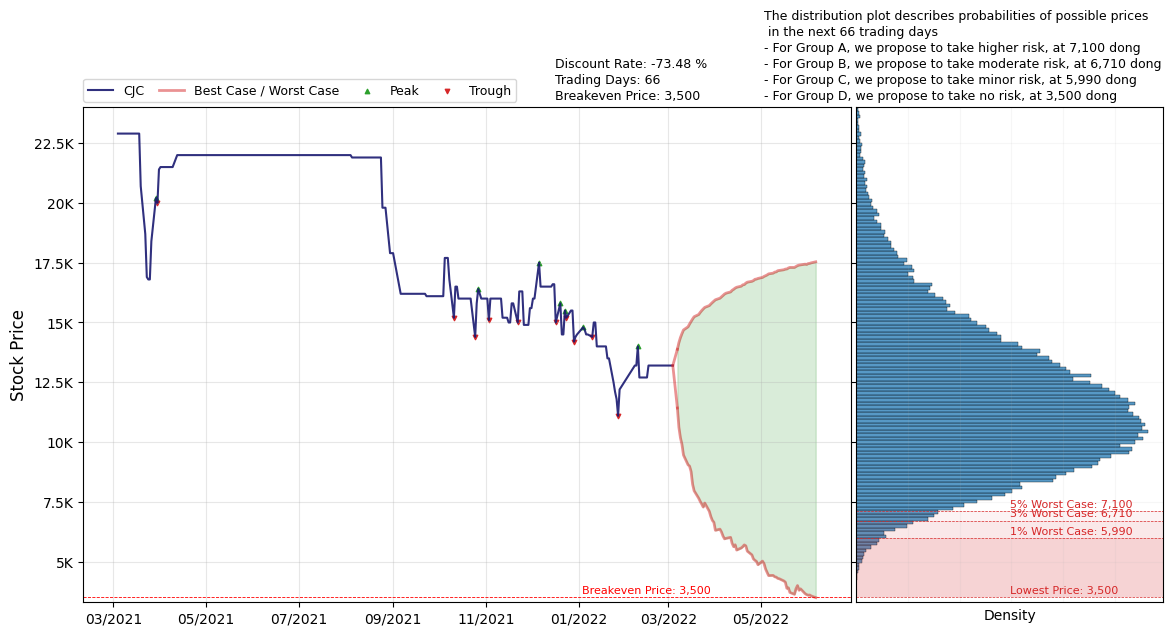 The distribution plot describes probabilities of possible prices
in the next 66 trading days
- For Group A, we propose to take higher risk, at 7,100 dong
- For Group B, we propose to take moderate risk, at 6,710 dong
- For Group C, we propose to take minor risk, at 5,990 dong
- For Group D, we propose to take no risk, at 3,500 dong
Discount Rate: -73.48 %
Trading Days: 66
Breakeven Price: 3,500
CJC
Best Case / Worst Case
Peak
Trough
Stock Price
22.5K
20K
17.5K
15K
12.5K
10K
7.5K
5K
Breakeven Price: 3,500
03/2021
05/2021
07/2021
09/2021
11/2021
01/2022
03/2022
05/2022
5% Worst Case: 7,100
3% Worst Case: 6,710
1% Worst Case: 5,990
Lowest Price: 3,500
Density